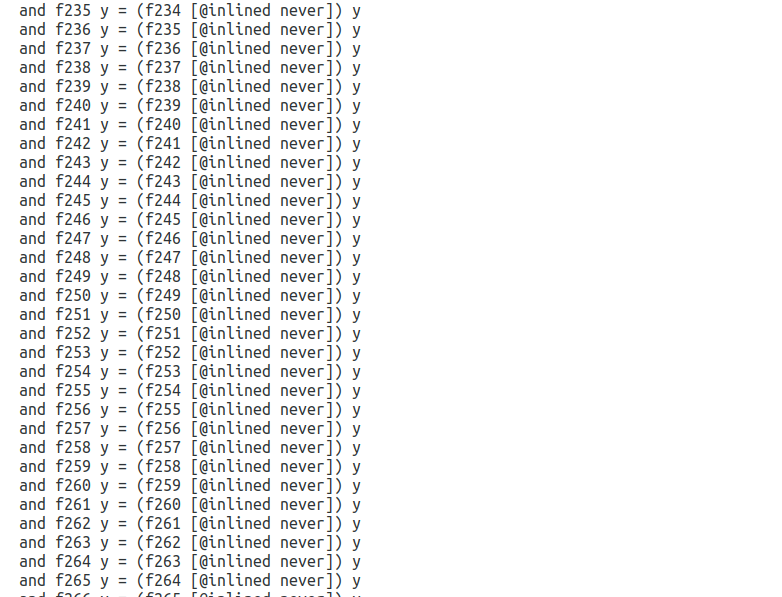 and f235 y = (f234 [@inlined never]) y
and f236 y = (f235 [@inlined never]) y
and f237 y = (f236 [@inlined never]) y
and f238 y = (f237 [@inlined never]) y
and f239 y = (f238 [@inlined never]) y
and f240 y = (f239 [@inlined never]) y
and f241 y = (f240 [@inlined never]) y
and f242 y = (f241 [@inlined never]) y
and f243 y = (f242 [@inlined never]) y
and f244 y = (f243 [@inlined never]) y
and f245 y = (f244 [@inlined never]) y
and f246 y = (f245 [@inlined never]) y
and f247 y = (f246 [@inlined never]) y
and f248 y = (f247 [@inlined never]) y
and f249 y = (f248 [@inlined never]) y
and f250 y = (f249 [@inlined never]) y
and f251 y = (f250 [@inlined never]) y
and f252 y = (f251 [@inlined never]) y
and f253 y = (f252 [@inlined never]) y
and f254 y = (f253 [@inlined never]) y
and f255 y = (f254 [@inlined never]) y
and f256 y = (f255 [@inlined never]) y
and f257 y = (f256 [@inlined never]) y
and f258 y = (f257 [@inlined never]) y
and f259 y = (f258 [@inlined never]) y
and f260 y = (f259 [@inlined never]) y
and f261 y = (f260 [@inlined never]) y
and f262 y = (f261 [@inlined never]) y
and f263 y = (f262 [@inlined never]) y
and f264 y = (f263 [@inlined never]) y
and f265 y = (f264 [@inlined never]) y